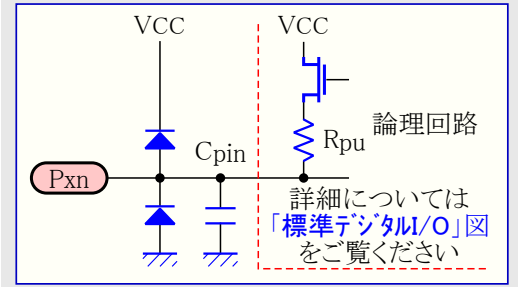 VCC
VCC
論理回路
Rpu
Cpin
Pxn
詳細については
「標準デジタルI/O」図
をご覧ください